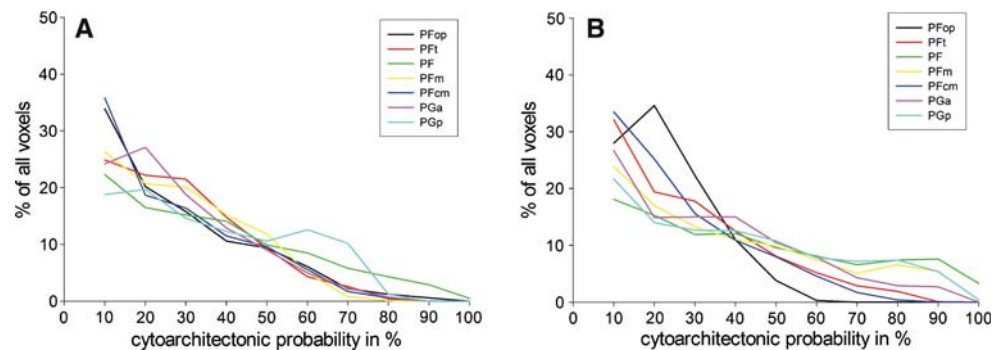 A
PFop
PFt
PF
PFm
PFcm
PGa
PGp
% of all voxels
50
40
30
20
10
0
0 10 20 30 40 50 60 70 80 90 100
cytoarchitectonic probability in %
B
PFop
PFt
PF
PFm
PFcm
PGa
PGp
% of all voxels
50
40
30
20
10
0
0 10 20 30 40 50 60 70 80 90 100
cytoarchitectonic probability in %